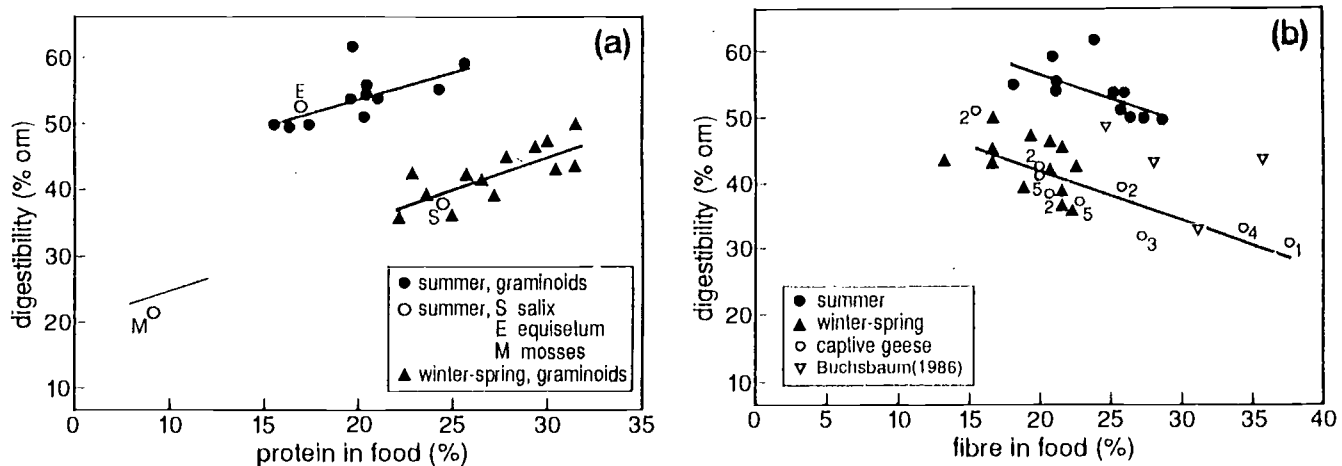 (a)
60
50
40
30
20
10
digestibility (% om)
E
S
M
● summer, graminoids
○ summer, S salix
E equisetum
M mosses
▲ winter-spring, graminoids
0 10 15 20 25 30 35
protein in food (%)
(b)
60
50
40
30
20
10
digestibility (% om)
2
2
5
2
5
2
3
4
1
● summer
▲ winter-spring
○ captive geese
▽ Buchsbaum(1986)
0 5 10 15 20 25 30 35 40
fibre in food (%)